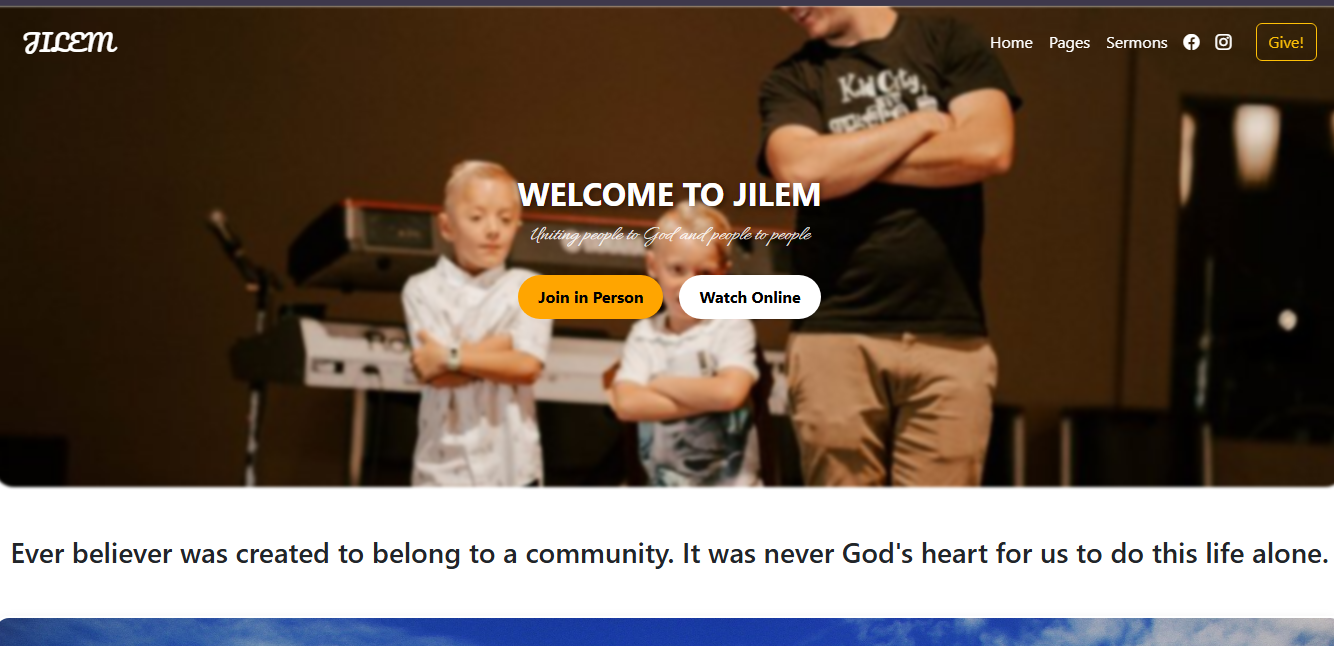 JILEM
Home Pages Sermons Give!
Kid City
WELCOME TO JILEM
Uniting people to God and people to people
Join in Person Watch Online
Ever believer was created to belong to a community. It was never God's heart for us to do this life alone.